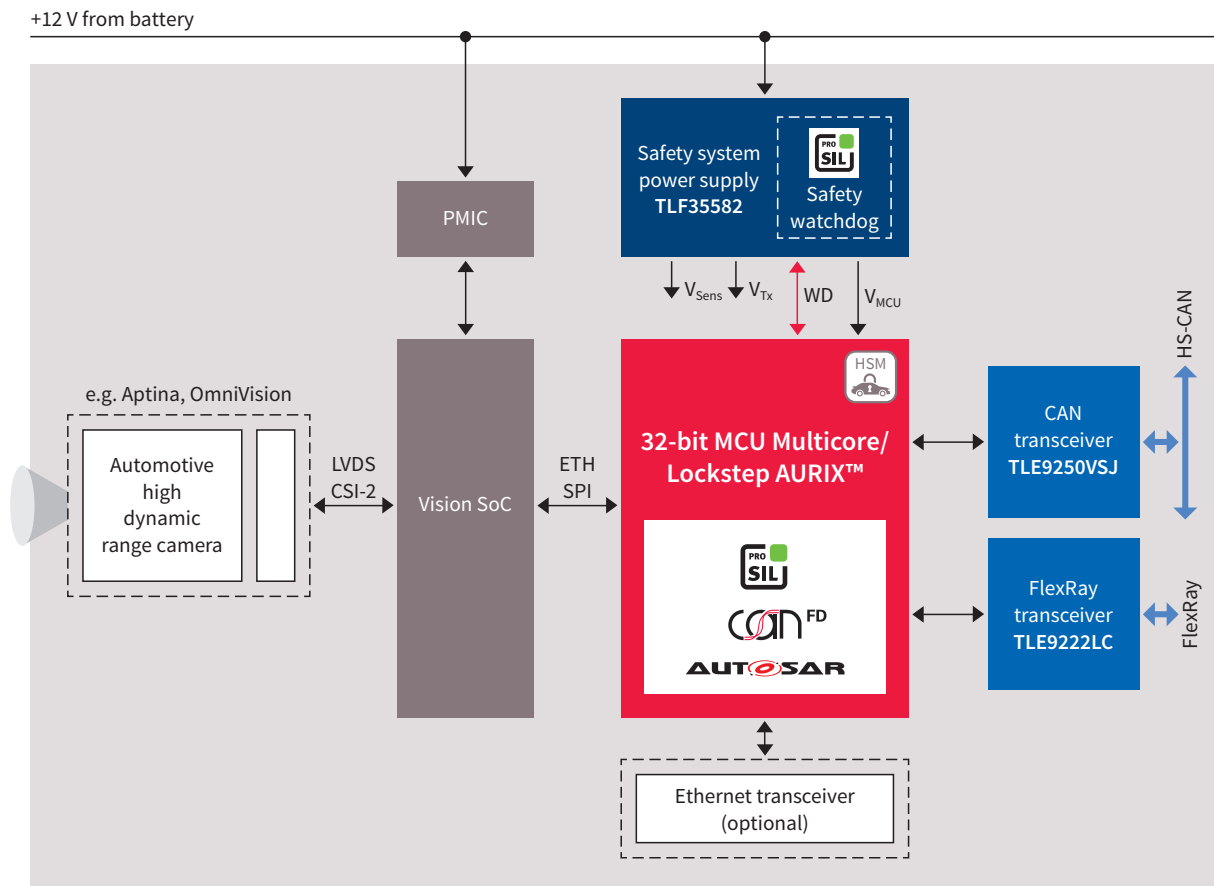 +12 V from battery
PRO
SIL
Safety system
power supply
TLF35582
Safety
watchdog
PMIC
VSens
VTx
WD
VMCU
HS-CAN
HSM
e.g. Aptina, OmniVision
CAN
transceiver
TLE9250VSJ
32-bit MCU Multicore/
Lockstep AURIX™
Automotive
high
dynamic
range camera
LVDS
CSI-2
Vision SoC
ETH
SPI
PRO
SIL
CAN FD
AUTOSAR
FlexRay
transceiver
TLE9222LC
FlexRay
Ethernet transceiver
(optional)